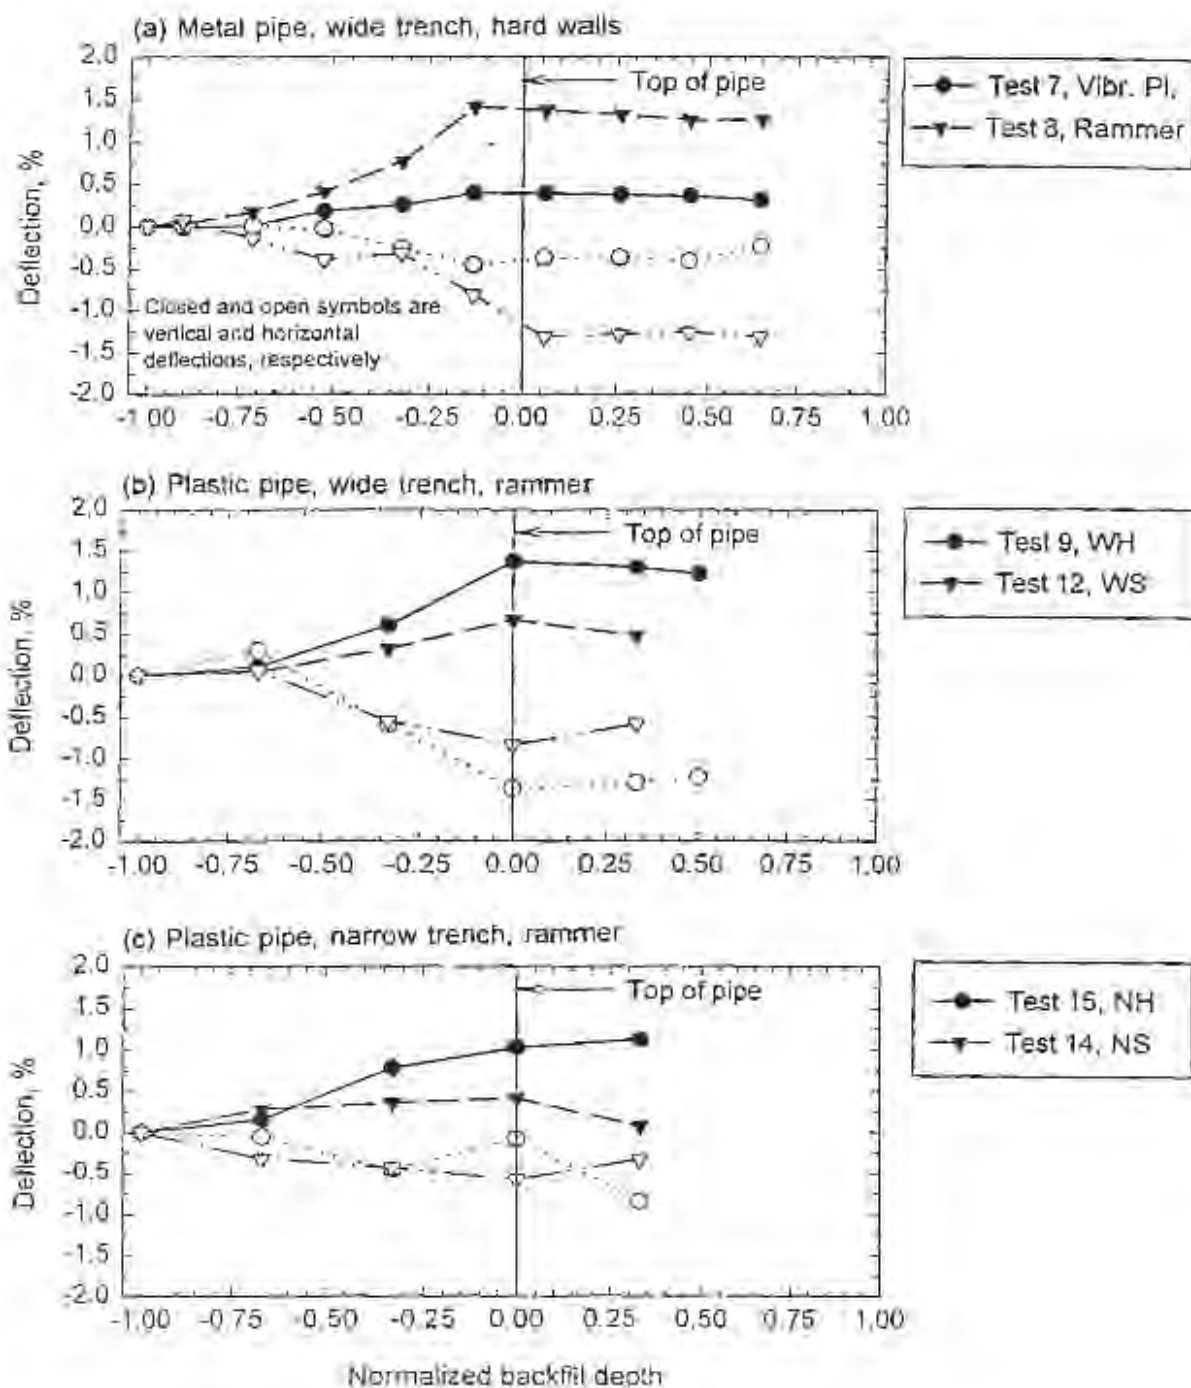 (a) Metal pipe, wide trench, hard walls
2.0
1.5
1.0
0.5
0.0
-0.5
-1.0
-1.5
-2.0
Deflection, %
Top of pipe
Closed and open symbols are
vertical and horizontal
deflections, respectively
-1.00 -0.75 -0.50 -0.25 0.00 0.25 0.50 0.75 1.00
Test 7, Vibr. Pl.
Test 8, Rammer
(b) Plastic pipe, wide trench, rammer
2.0
1.5
1.0
0.5
0.0
-0.5
-1.0
-1.5
-2.0
Deflection, %
Top of pipe
-1.00 -0.75 -0.50 -0.25 0.00 0.25 0.50 0.75 1.00
Test 9, WH
Test 12, WS
(c) Plastic pipe, narrow trench, rammer
2.0
1.5
1.0
0.5
0.0
-0.5
-1.0
-1.5
-2.0
Deflection, %
Top of pipe
-1.00 -0.75 -0.50 -0.25 0.00 0.25 0.50 0.75 1.00
Test 15, NH
Test 14, NS
Normalized backfill depth